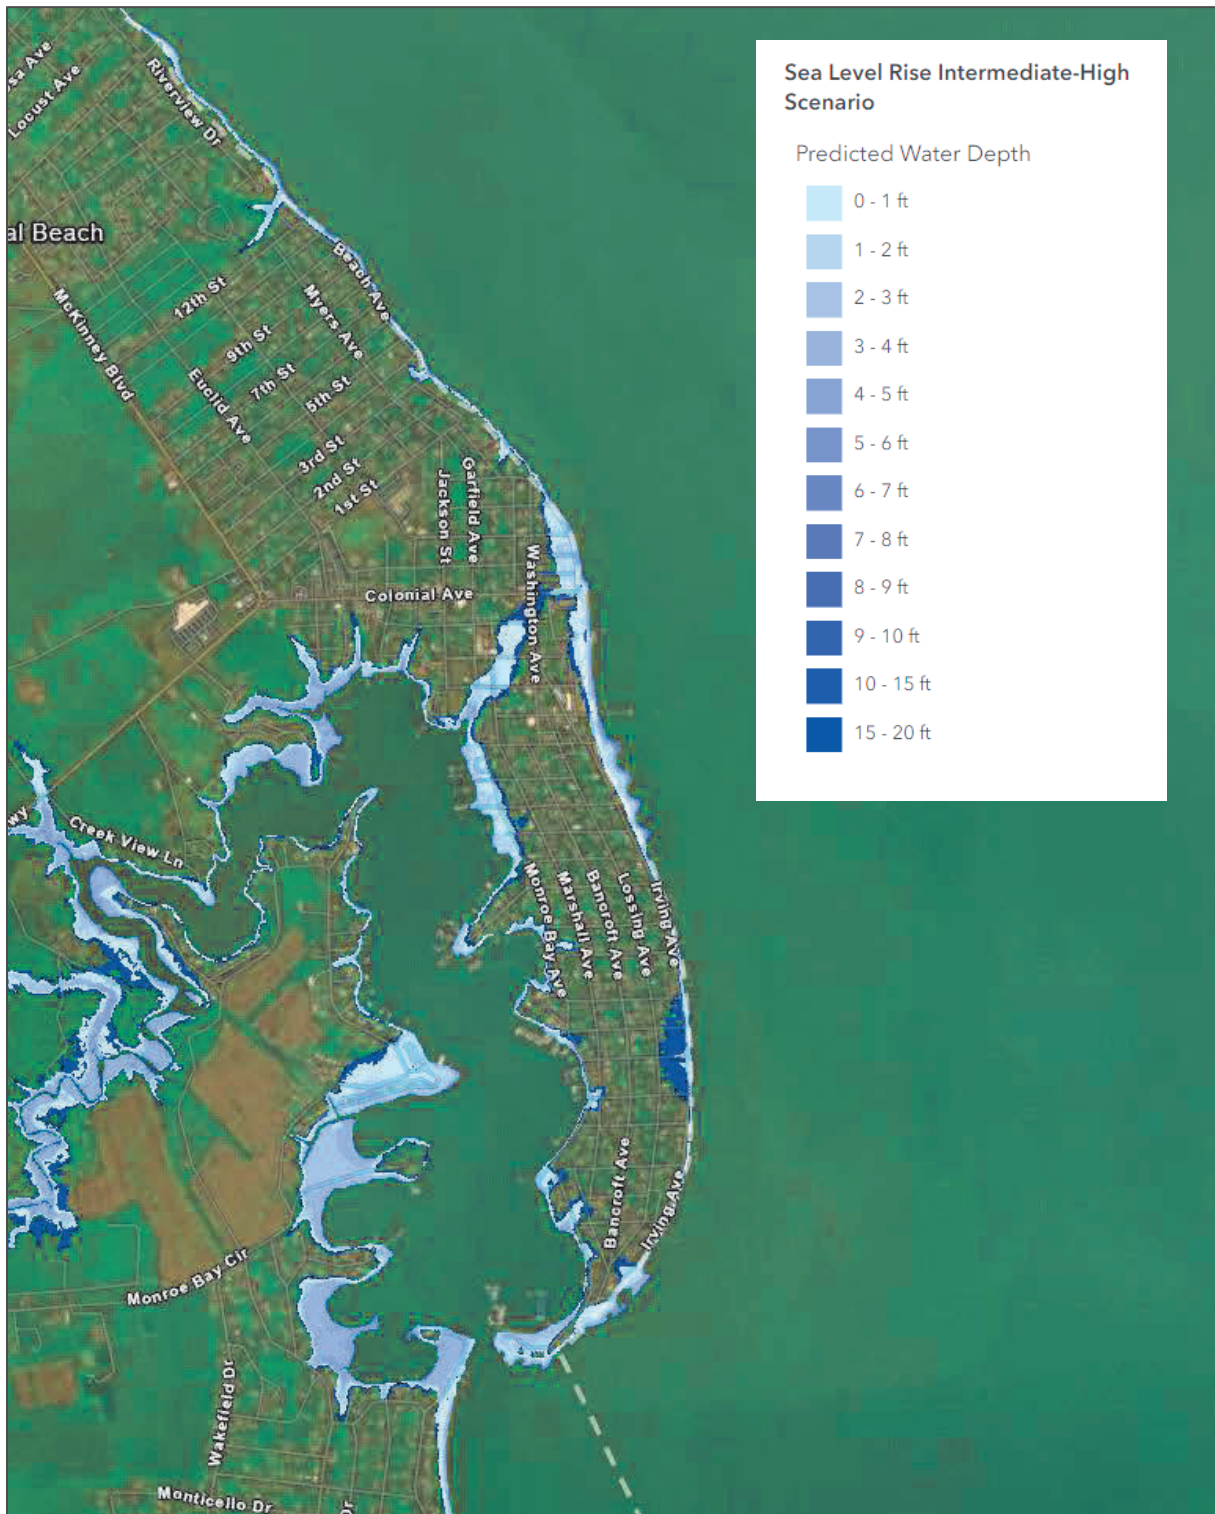 Sea Level Rise Intermediate-High
Scenario
Predicted Water Depth
0 - 1 ft
1 - 2 ft
2 - 3 ft
3 - 4 ft
4 - 5 ft
5 - 6 ft
6 - 7 ft
7 - 8 ft
8 - 9 ft
9 - 10 ft
10 - 15 ft
15 - 20 ft
sa Ave
Locust Ave
Riverview Dr
al Beach
Beach Ave
12th St
Myers Ave
McKinney Blvd
9th St
7th St
Euclid Ave
5th St
3rd St
2nd St
1st St
Garfield Ave
Jackson St
Washington Ave
Colonial Ave
wy
Creek View Ln
Monroe Bay Ave
Marshall Ave
Bancroft Ave
Lossing Ave
Irving Ave
Bancroft Ave
Irving Ave
Monroe Bay Cir
Wakefield Dr
Monticello Dr
Dr